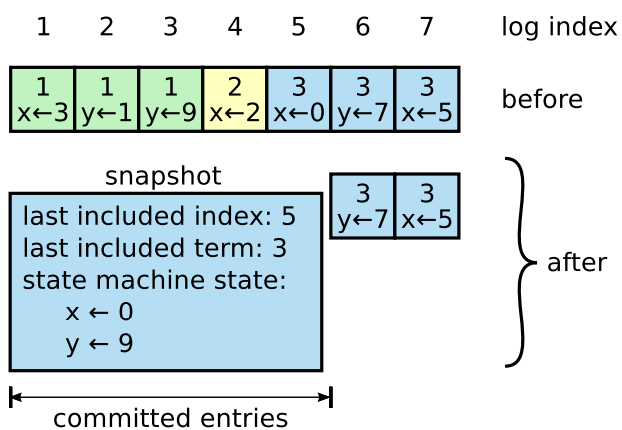 1 2 3 4 5 6 7 log index
1 1 1 2 3 3 3
x←3 y←1 y←9 x←2 x←0 y←7 x←5
before
snapshot
3 3
y←7 x←5
last included index: 5
last included term: 3
state machine state:
x ← 0
y ← 9
after
committed entries